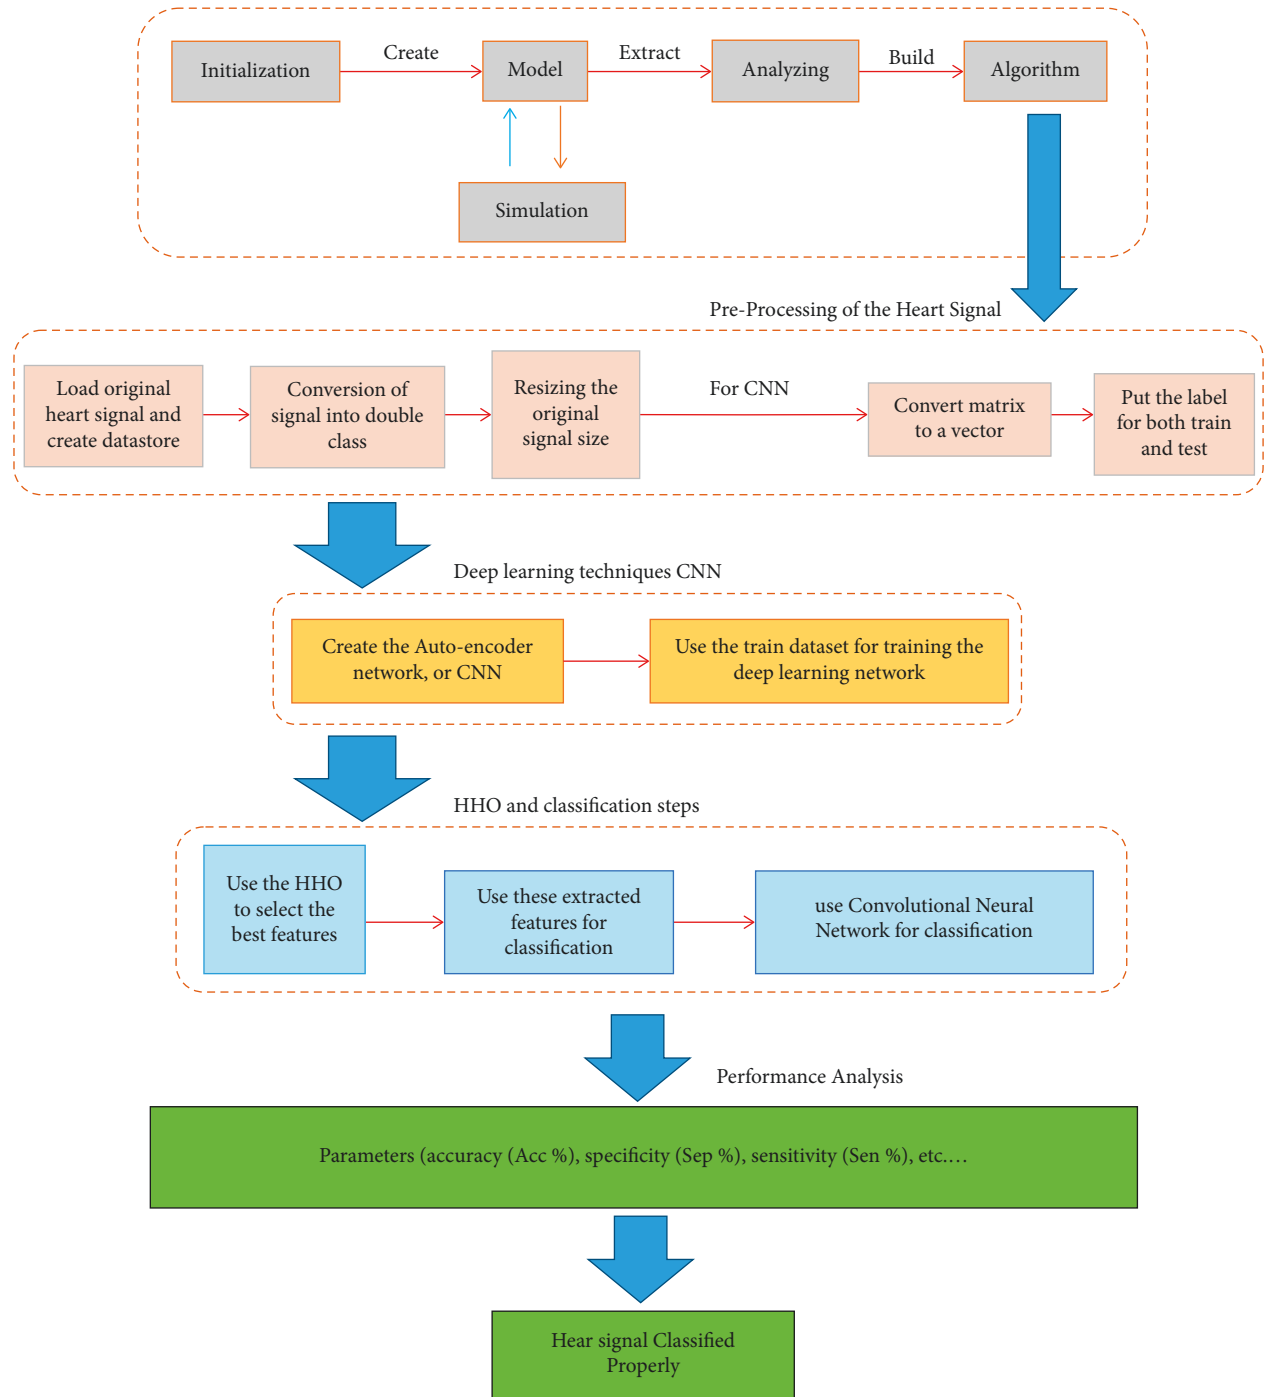 Initialization
Create
Model
Extract
Analyzing
Build
Algorithm
Simulation
Pre-Processing of the Heart Signal
Load original
heart signal and
create datastore
Conversion of
signal into double
class
Resizing the
original
signal size
For CNN
Convert matrix
to a vector
Put the label
for both train
and test
Deep learning techniques CNN
Create the Auto-encoder
network, or CNN
Use the train dataset for training the
deep learning network
HHO and classification steps
Use the HHO
to select the
best features
Use these extracted
features for
classification
use Convolutional Neural
Network for classification
Performance Analysis
Parameters (accuracy (Acc %), specificity (Sep %), sensitivity (Sen %), etc....
Hear signal Classified
Properly